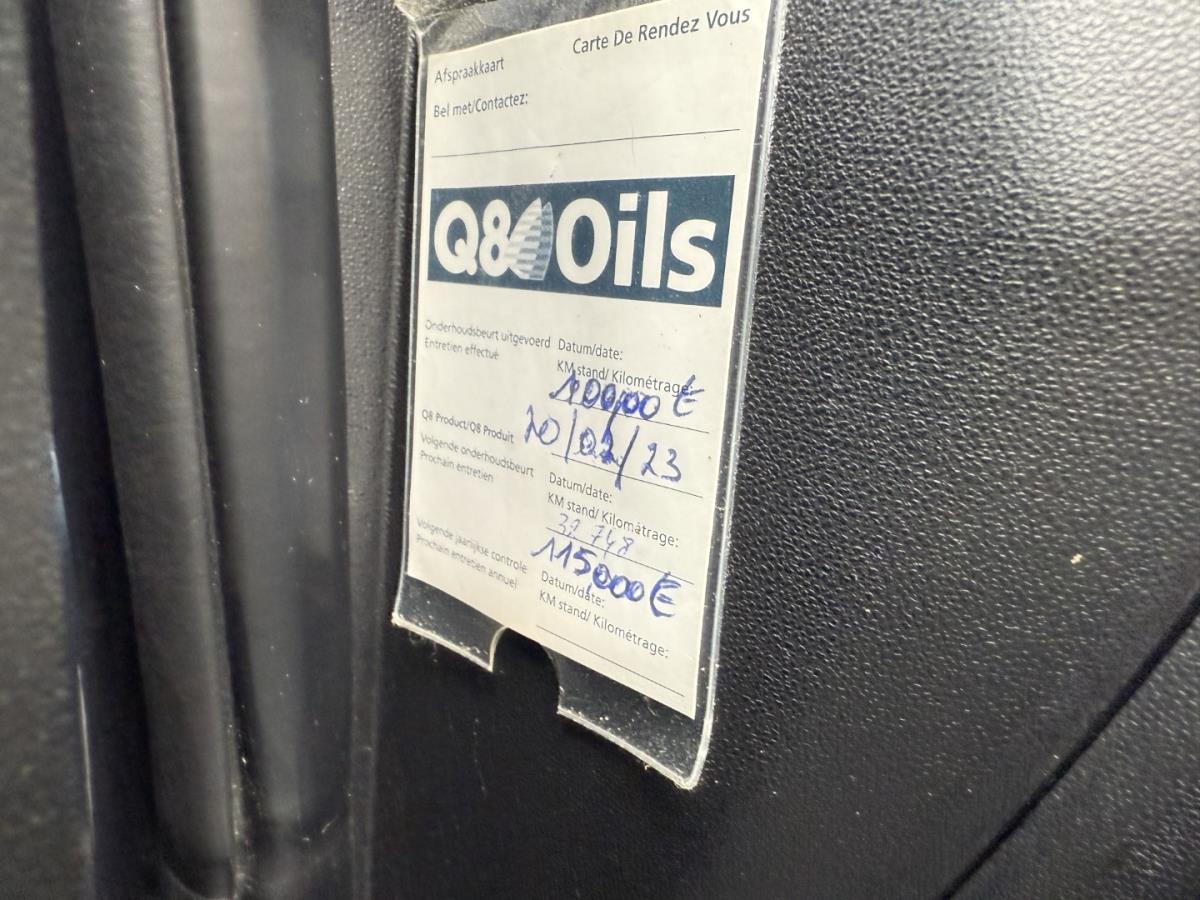 Carte De Rendez Vous
Afspraakkaart
Bel met/Contactez:
Q8 Oils
Onderhoudsbeurt uitgevoerd
Entretien effectué
Datum/date:
KM stand/ Kilométrage:
10000 €
Q8 Product/Q8 Produit
20/02/23
Volgende onderhoudsbeurt
Prochain entretien
Datum/date:
KM stand/ Kilométrage:
115000 €
Volgende jaarlijkse controle
Prochain entretien annuel
Datum/date:
KM stand/ Kilométrage: